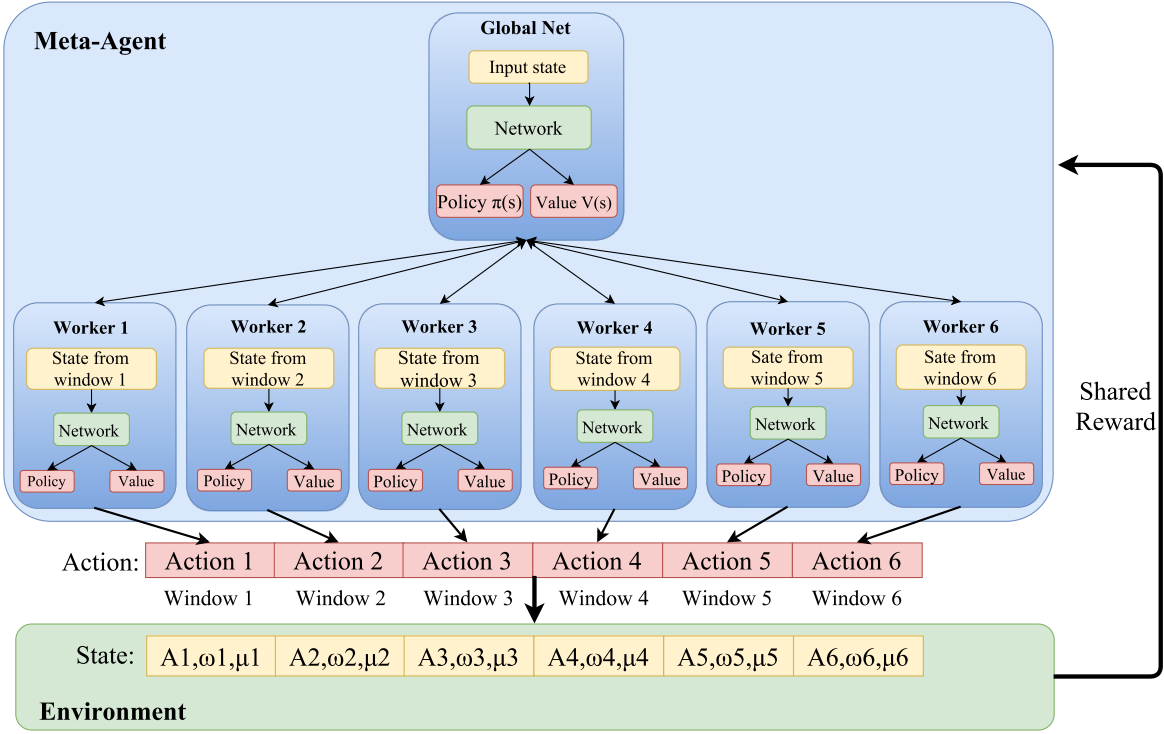 Meta-Agent
Global Net
Input state
Network
Policy π(s)
Value V(s)
Worker 1
State from
window 1
Network
Policy
Value
Worker 2
State from
window 2
Network
Policy
Value
Worker 3
State from
window 3
Network
Policy
Value
Worker 4
State from
window 4
Network
Policy
Value
Worker 5
Sate from
window 5
Network
Policy
Value
Worker 6
Sate from
window 6
Network
Policy
Value
Shared
Reward
Action: Action 1 Action 2 Action 3 Action 4 Action 5 Action 6
Window 1 Window 2 Window 3 Window 4 Window 5 Window 6
State: A1,ω1,μ1 A2,ω2,μ2 A3,ω3,μ3 A4,ω4,μ4 A5,ω5,μ5 A6,ω6,μ6
Environment